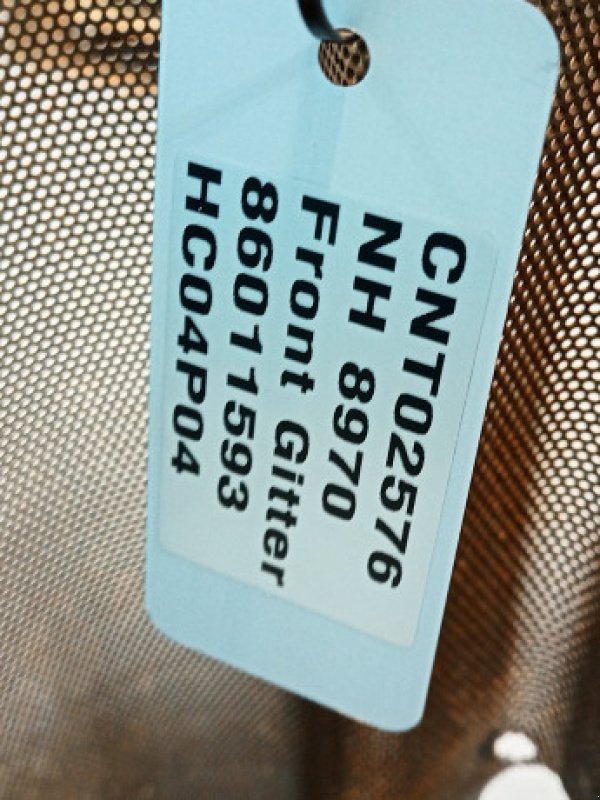 CNT02576
NH 8970
Front Gitter
86011593
HC04P04